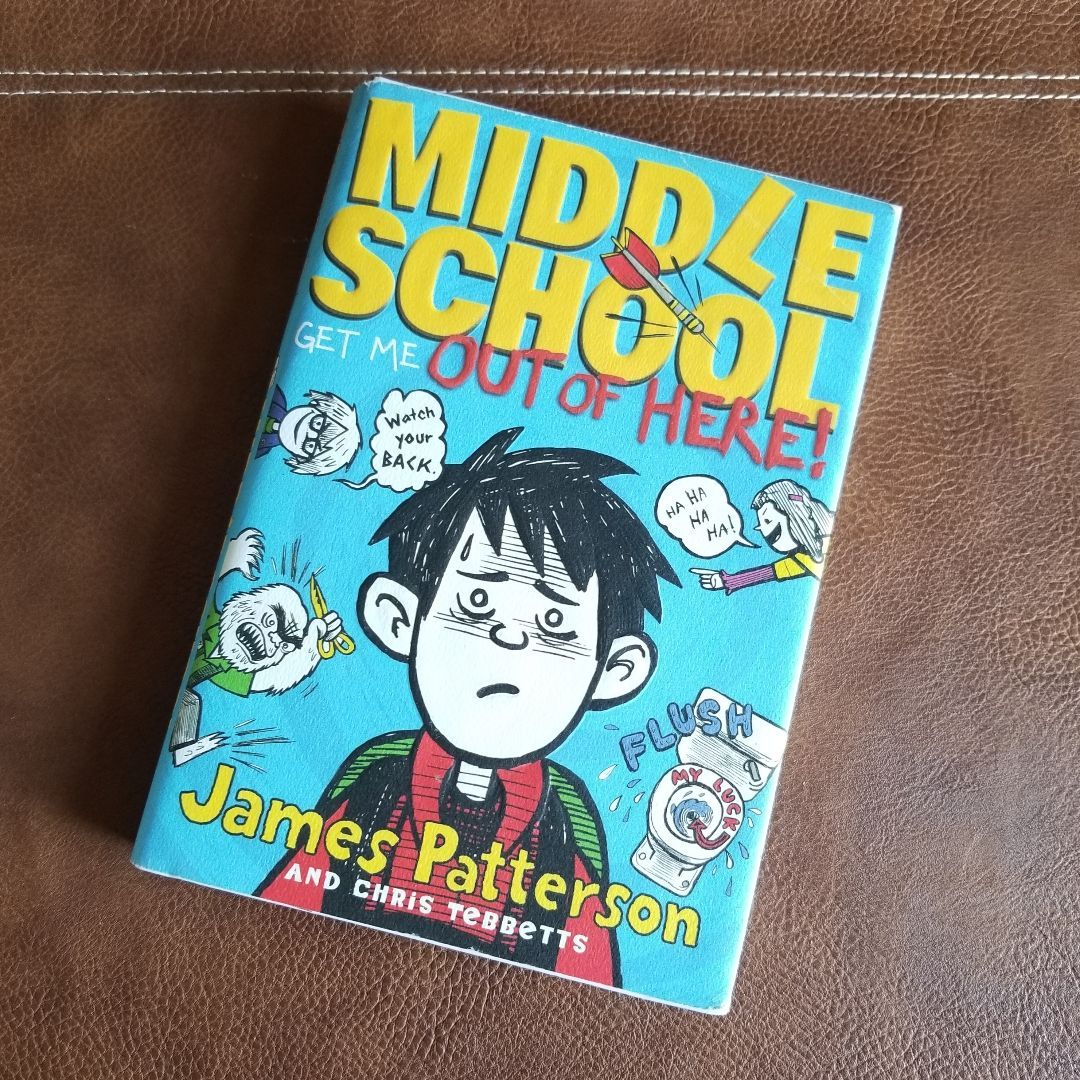 MIDDLE
SCHOOL
GET ME OUT OF HERE!
Watch
your
BACK.
HA HA
HA
HA!
FLUSH
MY LUCK
James Patterson
AND CHRIS TEBBETTS